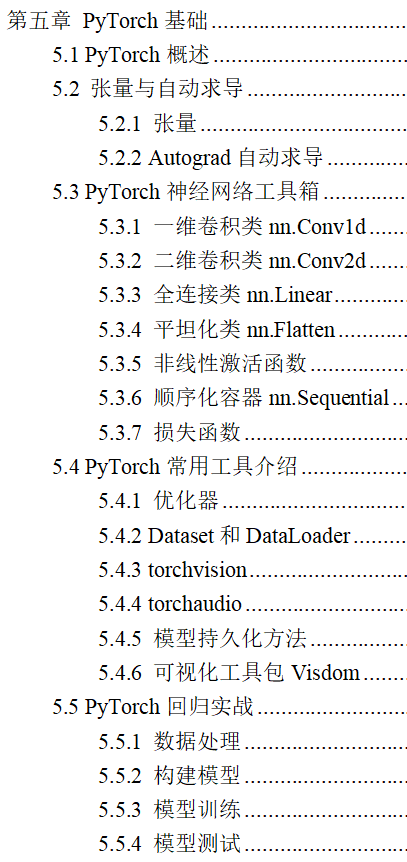 第五章 PyTorch 基础
5.1 PyTorch 概述
5.2 张量与自动求导
5.2.1 张量
5.2.2 Autograd 自动求导
5.3 PyTorch 神经网络工具箱
5.3.1 一维卷积类 nn.Conv1d
5.3.2 二维卷积类 nn.Conv2d
5.3.3 全连接类 nn.Linear
5.3.4 平坦化类 nn.Flatten
5.3.5 非线性激活函数
5.3.6 顺序化容器 nn.Sequential
5.3.7 损失函数
5.4 PyTorch 常用工具介绍
5.4.1 优化器
5.4.2 Dataset 和 DataLoader
5.4.3 torchvision
5.4.4 torchaudio
5.4.5 模型持久化方法
5.4.6 可视化工具包 Visdom
5.5 PyTorch 回归实战
5.5.1 数据处理
5.5.2 构建模型
5.5.3 模型训练
5.5.4 模型测试